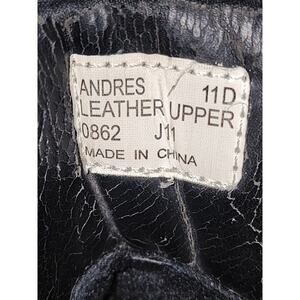 ANDRES 11D
LEATHER UPPER
0862 J11
MADE IN CHINA